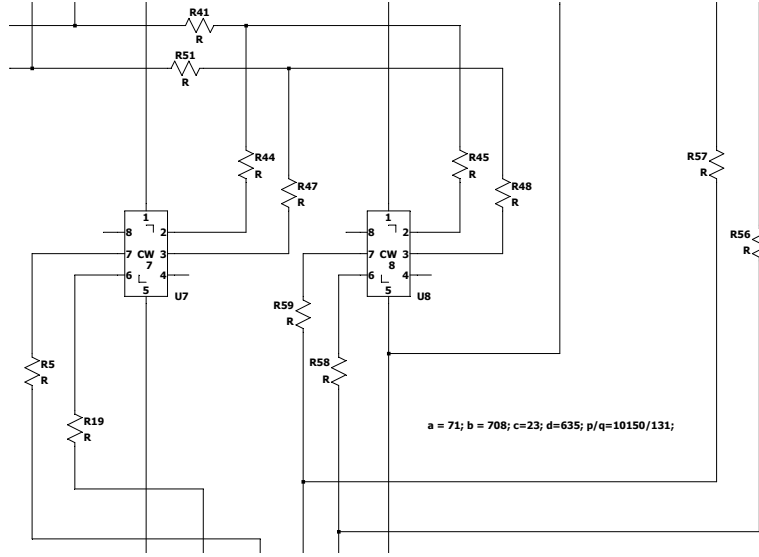 R41
R
R51
R
R44
R
R45
R
R47
R
R48
R
R57
R
R56
R
1
8 2
7 CW 3
7
6 4
5
U7
1
8 2
7 CW 3
8
6 4
5
U8
R59
R
R58
R
R5
R
R19
R
a = 71; b = 708; c=23; d=635; p/q=10150/131;